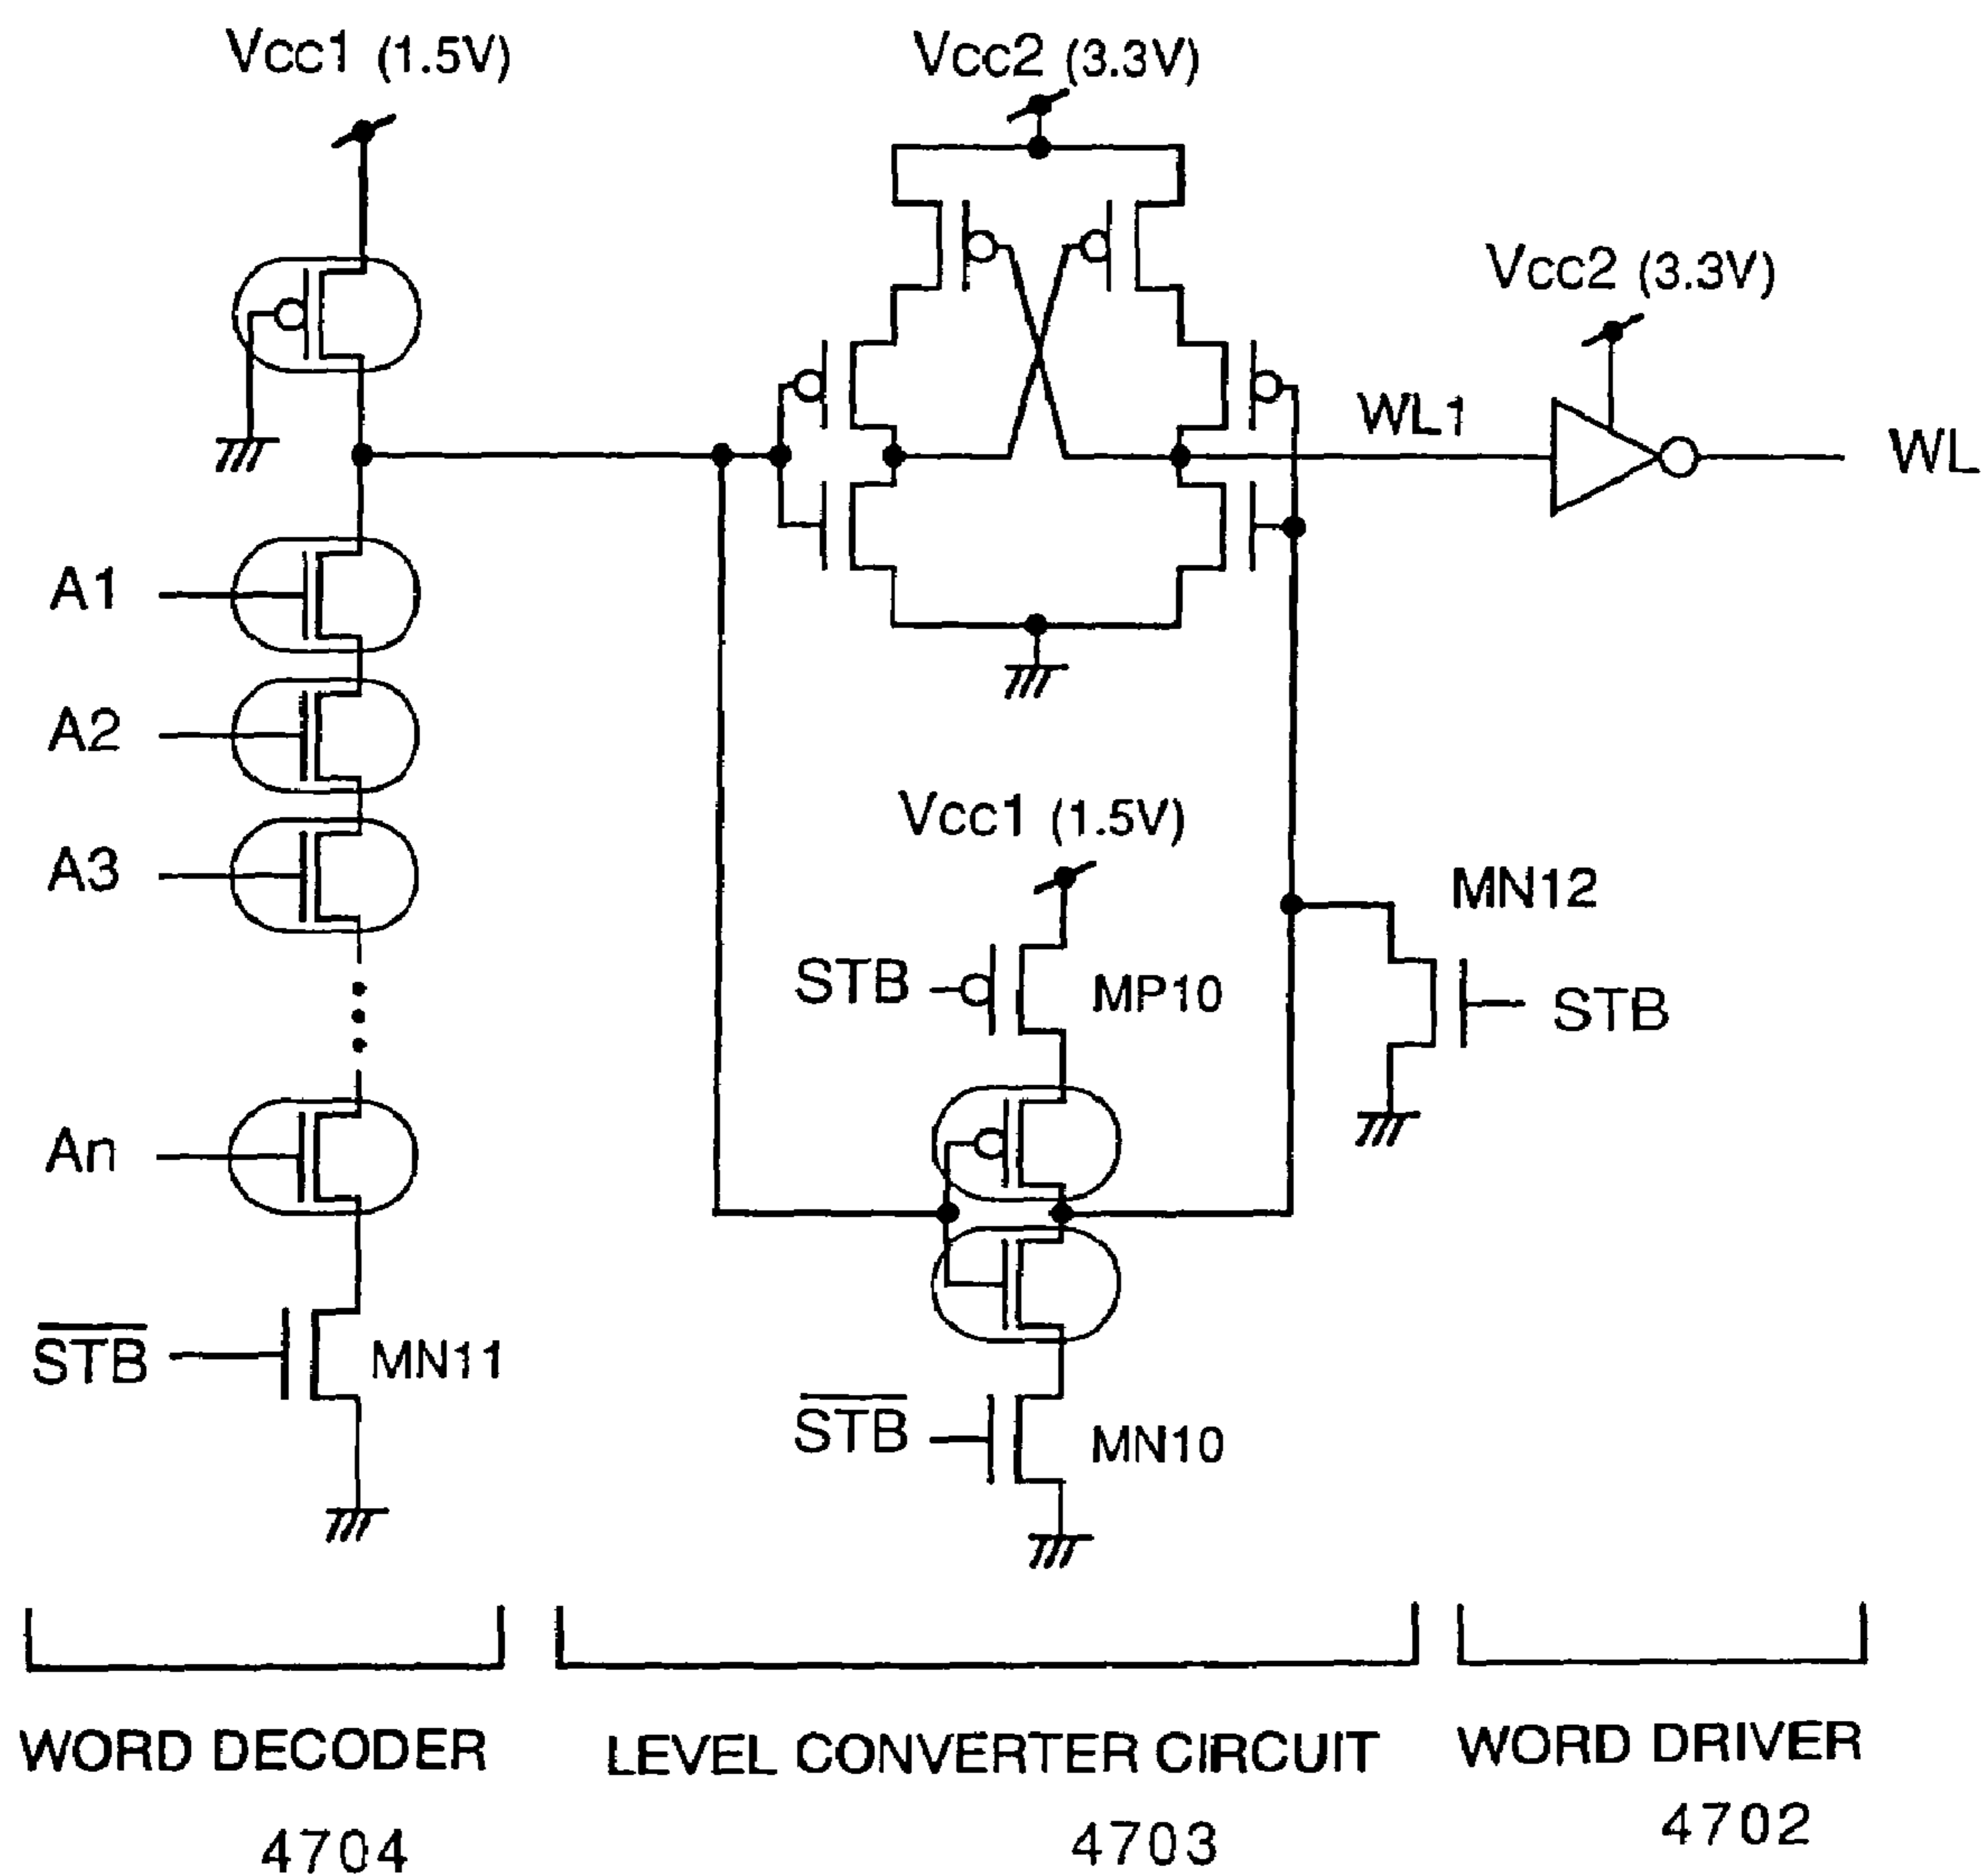 Vcc1 (1.5V)
Vcc2 (3.3V)
Vcc2 (3.3V)
WL1
WL
A1
A2
A3
An
Vcc1 (1.5V)
MN12
STB
MP10
STB
STB
MN11
STB
MN10
WORD DECODER
LEVEL CONVERTER CIRCUIT
WORD DRIVER
4704
4703
4702